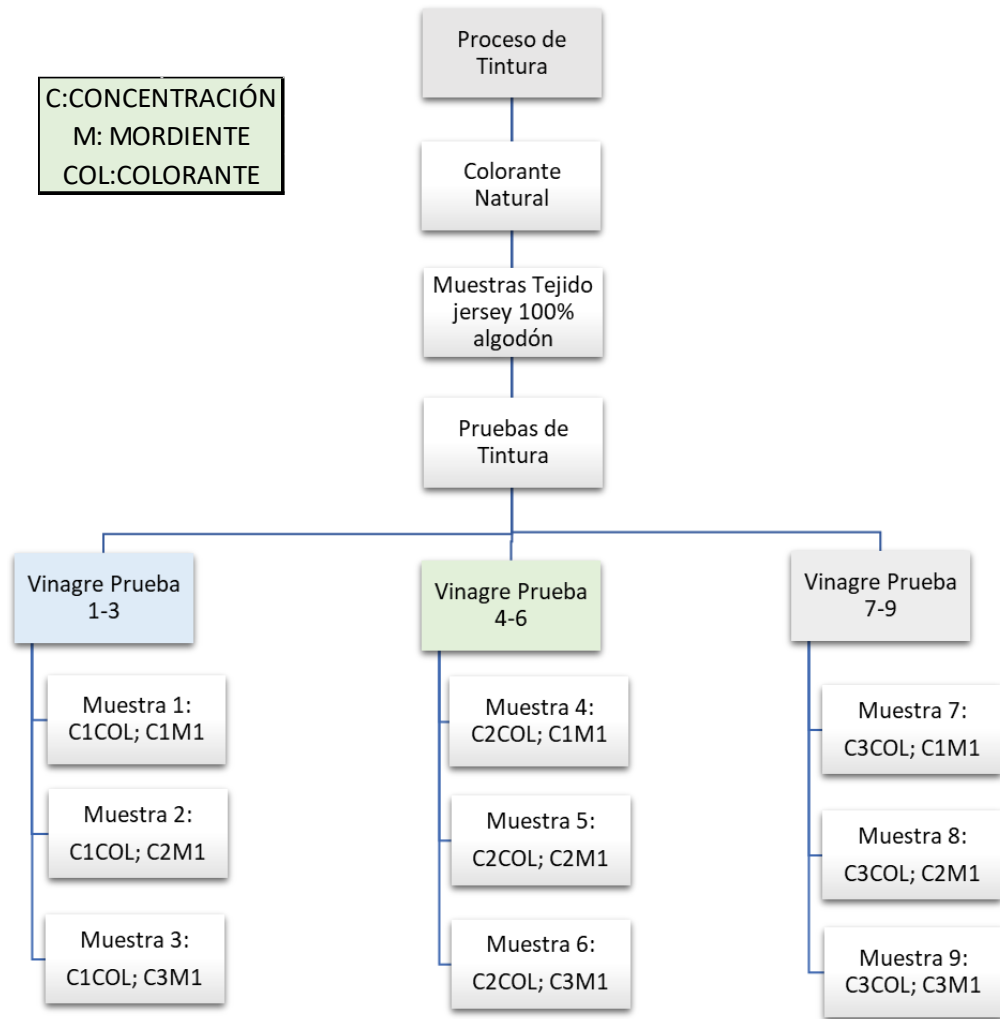 Proceso de
Tintura
C:CONCENTRACIÓN
M: MORDIENTE
COL:COLORANTE
Colorante
Natural
Muestras Tejido
jersey 100%
algodón
Pruebas de
Tintura
Vinagre Prueba
1-3
Muestra 1:
C1COL; C1M1
Muestra 2:
C1COL; C2M1
Muestra 3:
C1COL; C3M1
Vinagre Prueba
4-6
Muestra 4:
C2COL; C1M1
Muestra 5:
C2COL; C2M1
Muestra 6:
C2COL; C3M1
Vinagre Prueba
7-9
Muestra 7:
C3COL; C1M1
Muestra 8:
C3COL; C2M1
Muestra 9:
C3COL; C3M1